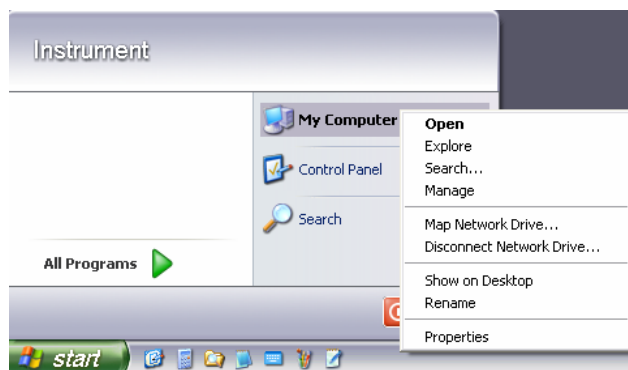 Instrument
My Computer
Control Panel
Search
All Programs
Open
Explore
Search...
Manage
Map Network Drive...
Disconnect Network Drive...
Show on Desktop
Rename
Properties
start